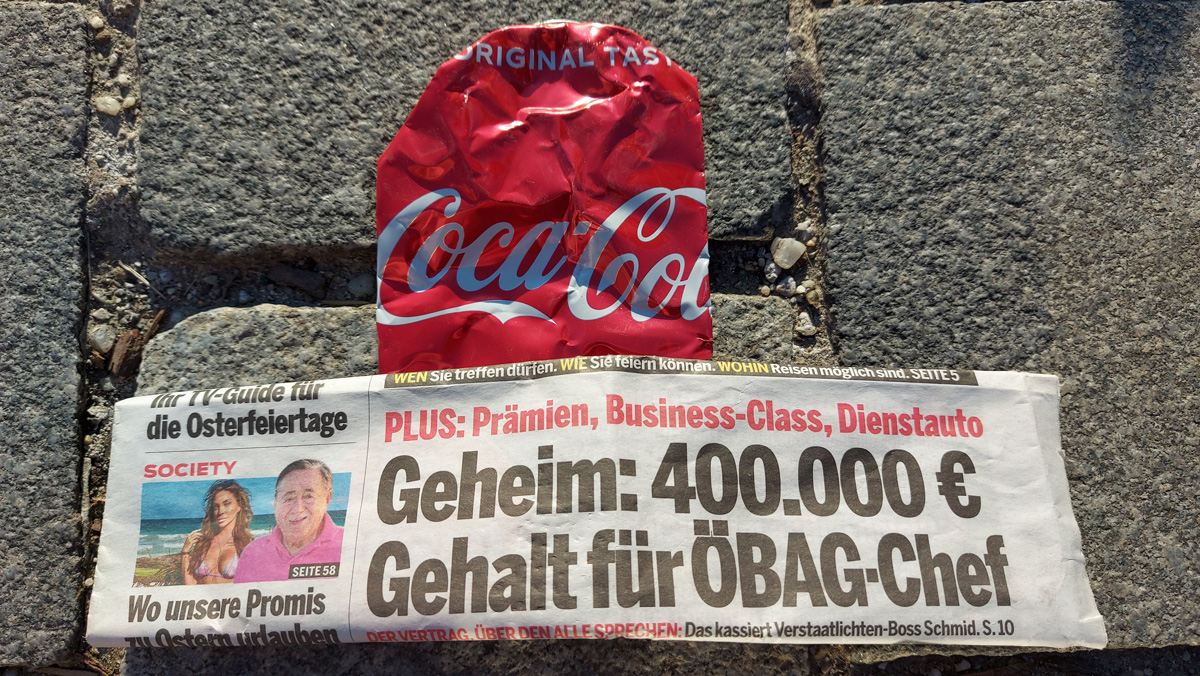 ORIGINAL TAST
Coca-Col
WEN Sie treffen dürfen. WIE Sie feiern können. WOHIN Reisen möglich sind. SEITE 5
Ihr TV-Guide für
die Osterfeiertage
SOCIETY
SEITE 58
Wo unsere Promis
zu Ostern urlauben
PLUS: Prämien, Business-Class, Dienstauto
Geheim: 400.000 €
Gehalt für ÖBAG-Chef
DER VERTRAG, ÜBER DEN ALLE SPRECHEN: Das kassiert Verstaatlichten-Boss Schmid. S. 10